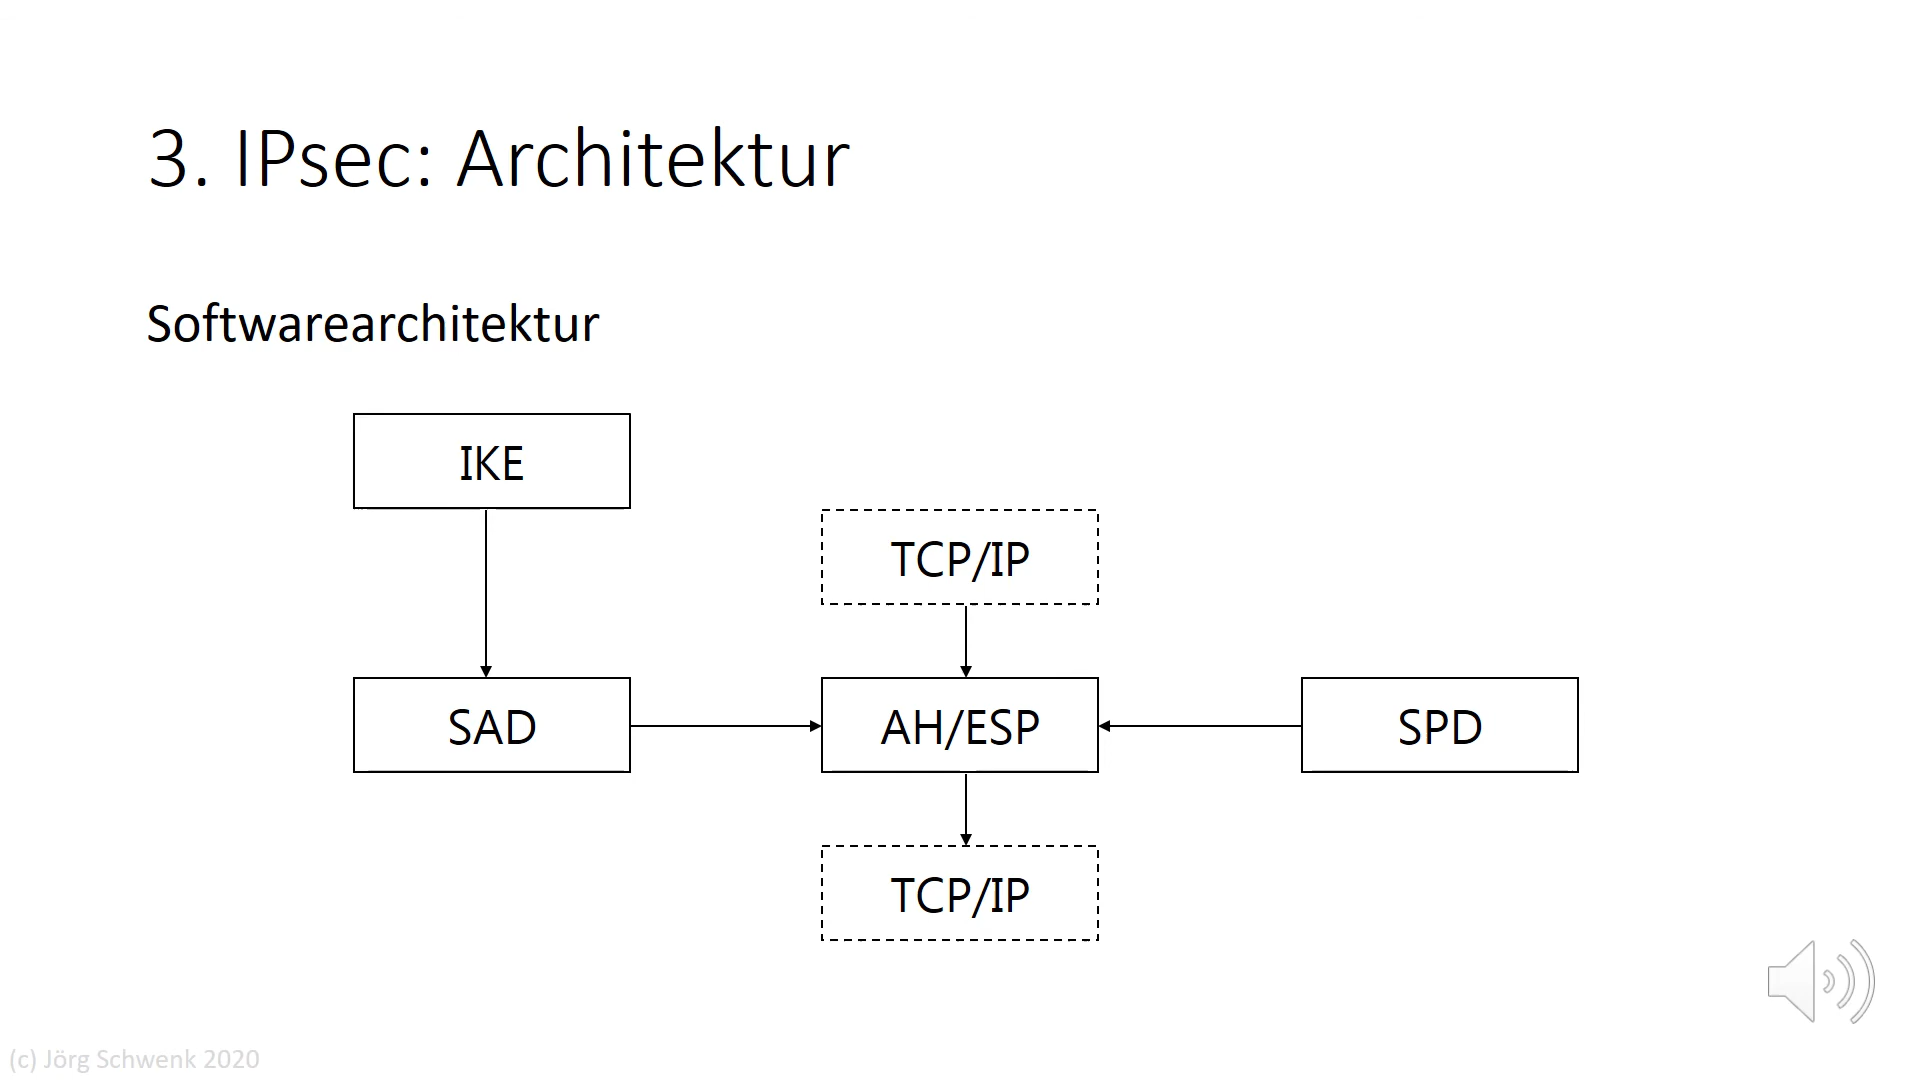 3. IPsec: Architektur
Softwarearchitektur
IKE
TCP/IP
SAD
AH/ESP
SPD
TCP/IP
(c) Jörg Schwenk 2020